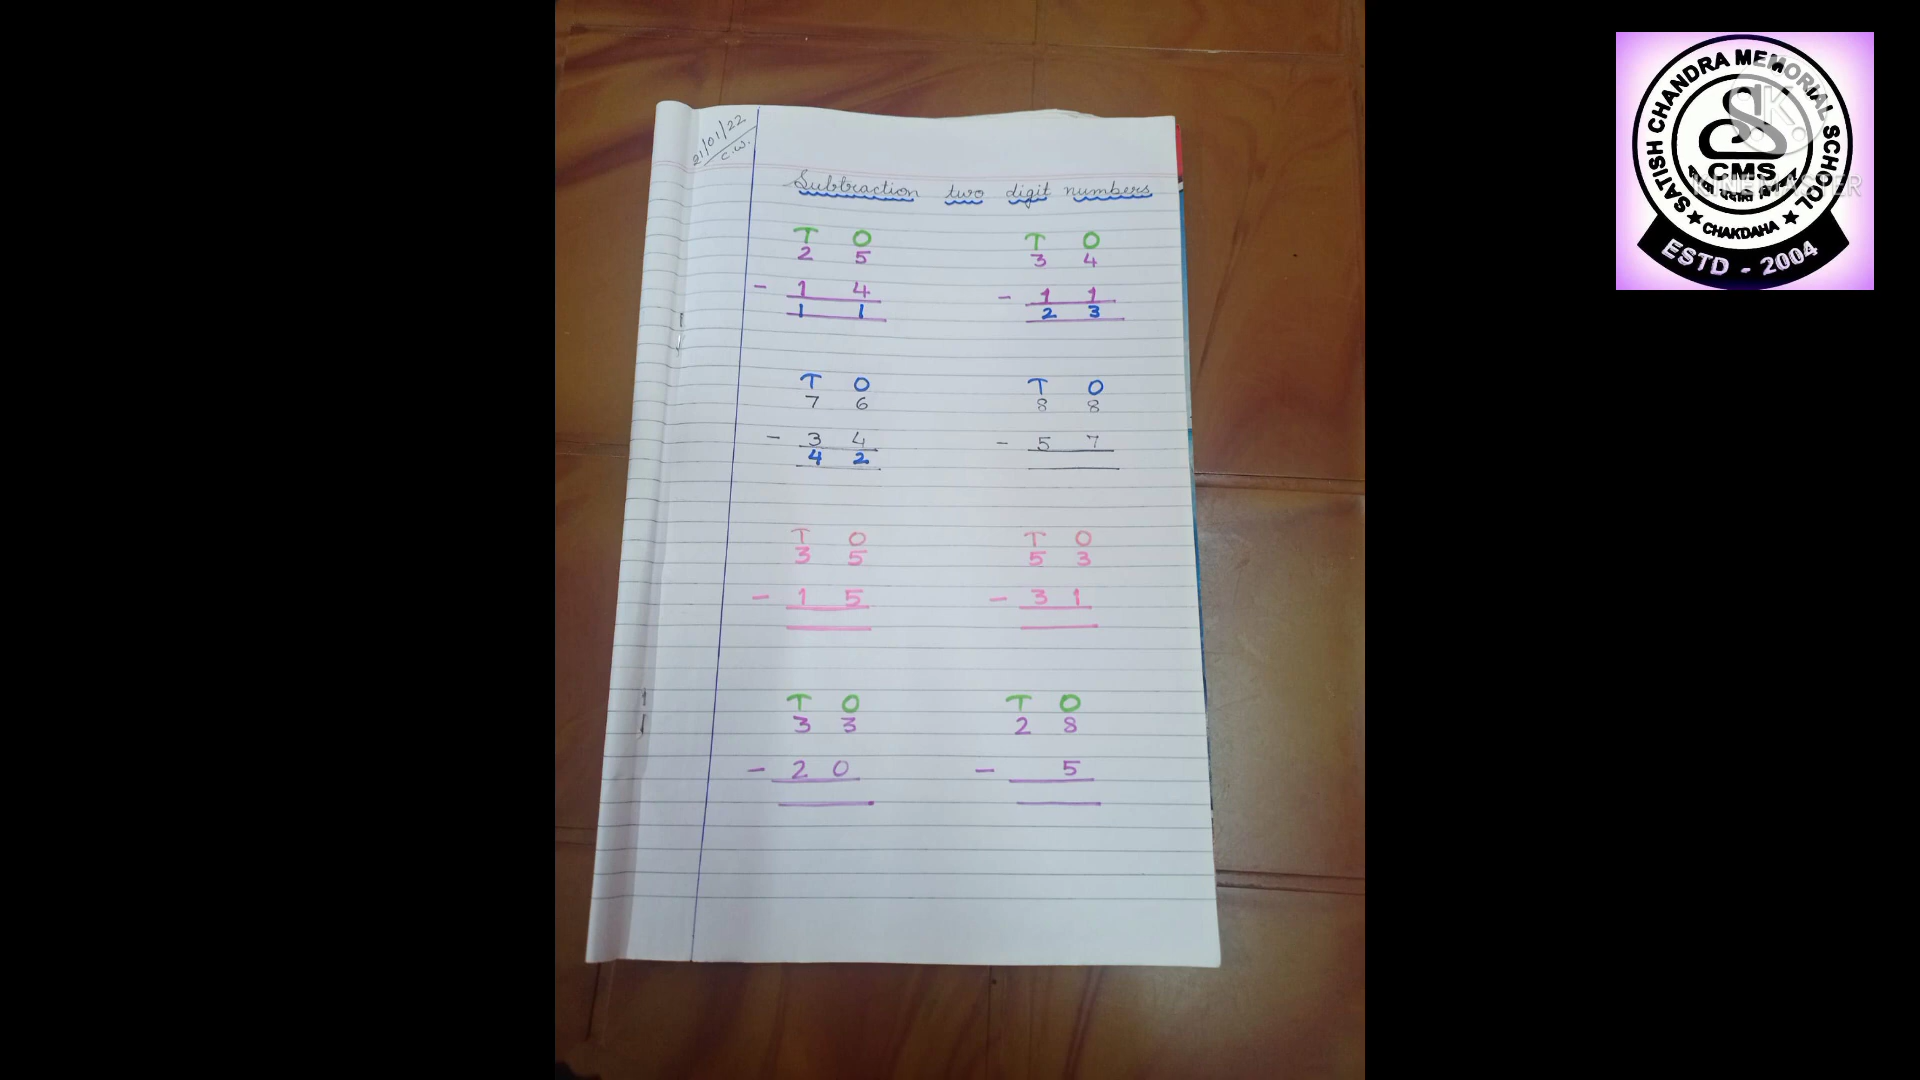 21/01/22
C.W.
Subtraction two digit numbers
T O T O
2 5 3 4
- 1 4 - 1 1
1 1 2 3
T O T O
7 6 8 8
- 3 4 - 5 7
4 2
T O T O
3 5 5 3
- 1 5 - 3 1
T O T O
3 3 2 8
- 2 0 - 5
SATISH CHANDRA MEMORIAL SCHOOL
CMS
KINEMASTER
★ CHAKDAHA ★
ESTD - 2004